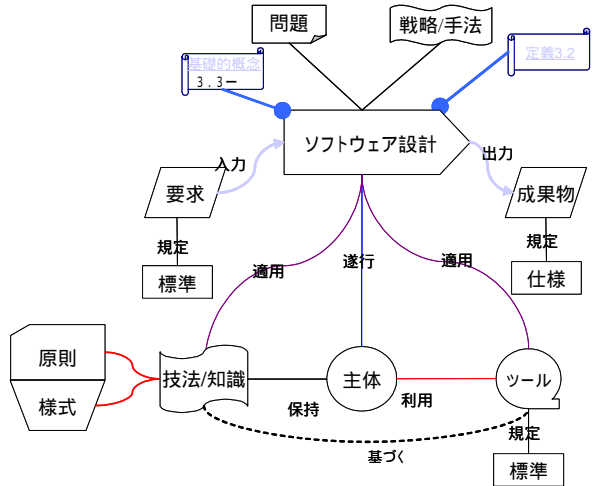 問題
戦略/手法
基礎的概念
3.3ー
定義3.2
ソフトウェア設計
入力
出力
要求
成果物
規定
規定
標準
仕様
適用
遂行
適用
原則
様式
技法/知識
主体
ツール
保持
利用
規定
基づく
標準